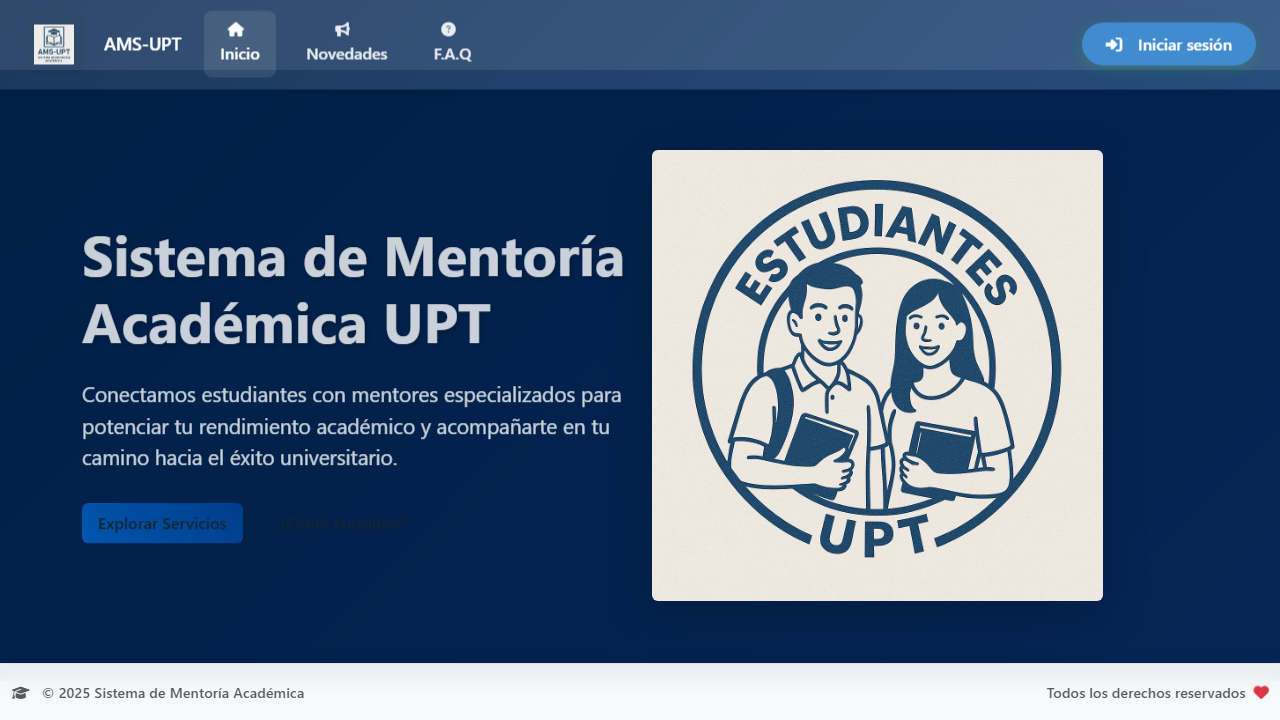 AMS-UPT
AMS-UPT
Inicio
Novedades
F.A.Q
Iniciar sesión
Sistema de Mentoría
Académica UPT
Conectamos estudiantes con mentores especializados para
potenciar tu rendimiento académico y acompañarte en tu
camino hacia el éxito universitario.
Explorar Servicios
¿Cómo Funciona?
ESTUDIANTES
UPT
© 2025 Sistema de Mentoría Académica
Todos los derechos reservados